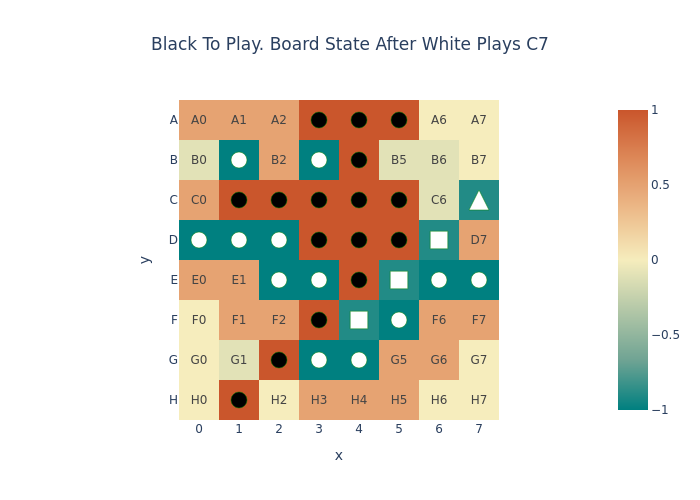 Black To Play. Board State After White Plays C7
A A0 A1 A2 A6 A7
B B0 B2 B5 B6 B7
C C0 C6
D D7
E E0 E1
F F0 F1 F2 F6 F7
G G0 G1 G5 G6 G7
H H0 H2 H3 H4 H5 H6 H7
0 1 2 3 4 5 6 7
x
y
1
0.5
0
−0.5
−1